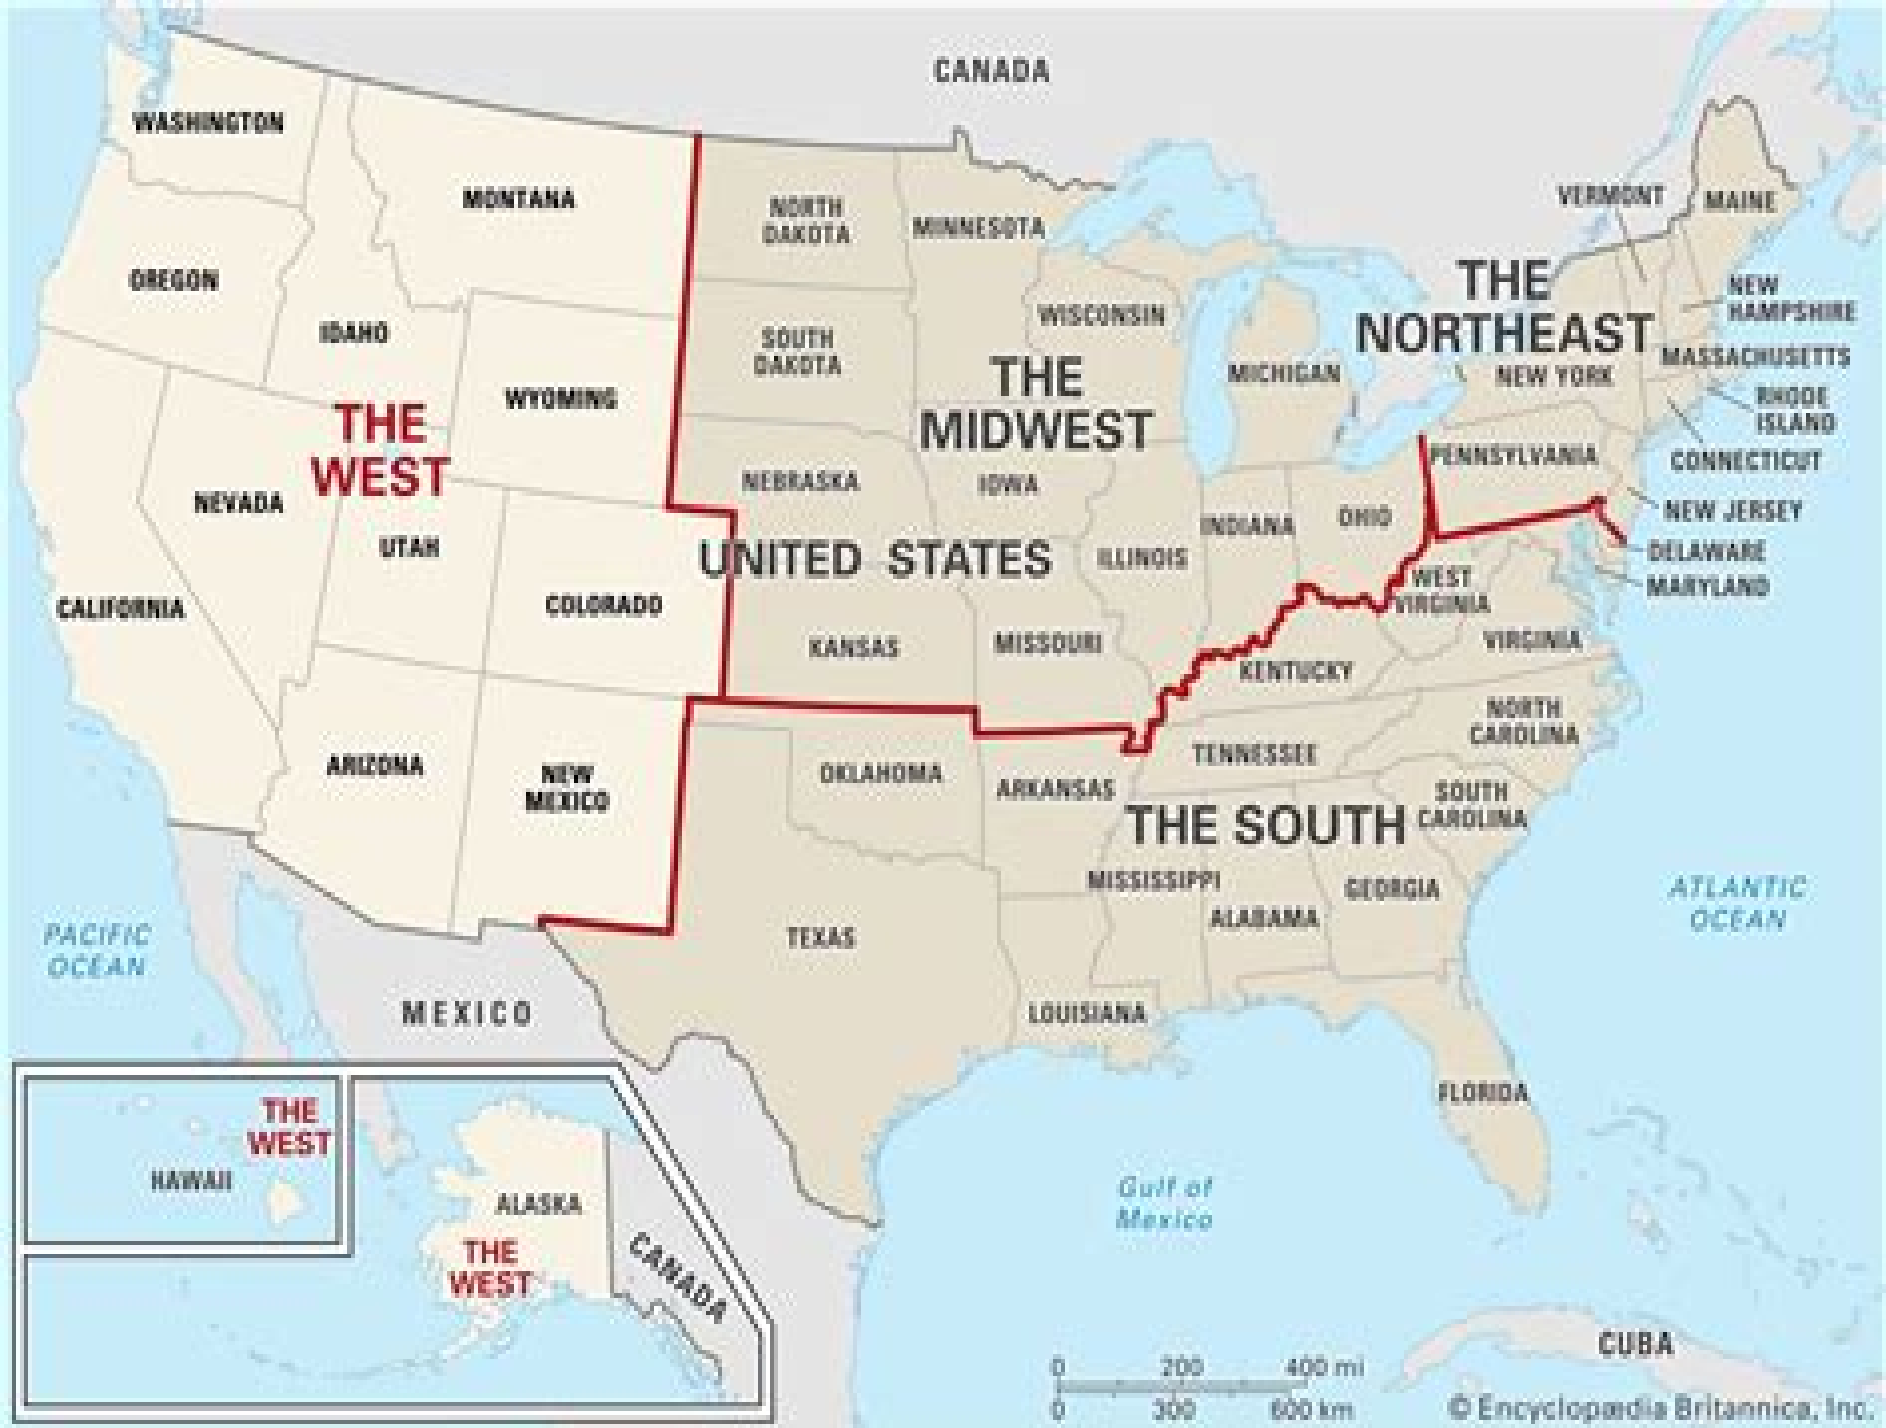 CANADA
WASHINGTON
MONTANA
NORTH
DAKOTA
MINNESOTA
VERMONT
MAINE
OREGON
IDAHO
SOUTH
DAKOTA
WISCONSIN
MICHIGAN
THE
NORTHEAST
NEW YORK
NEW
HAMPSHIRE
MASSACHUSETTS
RHODE
ISLAND
CONNECTICUT
WYOMING
THE
WEST
THE
MIDWEST
NEBRASKA
IOWA
PENNSYLVANIA
NEW JERSEY
DELAWARE
MARYLAND
NEVADA
UTAH
UNITED STATES
ILLINOIS
INDIANA
OHIO
WEST
VIRGINIA
VIRGINIA
CALIFORNIA
COLORADO
KANSAS
MISSOURI
KENTUCKY
NORTH
CAROLINA
TENNESSEE
ARIZONA
NEW
MEXICO
OKLAHOMA
ARKANSAS
THE SOUTH
SOUTH
CAROLINA
MISSISSIPPI
ALABAMA
GEORGIA
ATLANTIC
OCEAN
PACIFIC
OCEAN
TEXAS
LOUISIANA
FLORIDA
MEXICO
Gulf of
Mexico
THE
WEST
HAWAII
ALASKA
THE
WEST
CANADA
CUBA
0 200 400 mi
0 300 600 km
© Encyclopædia Britannica, Inc.